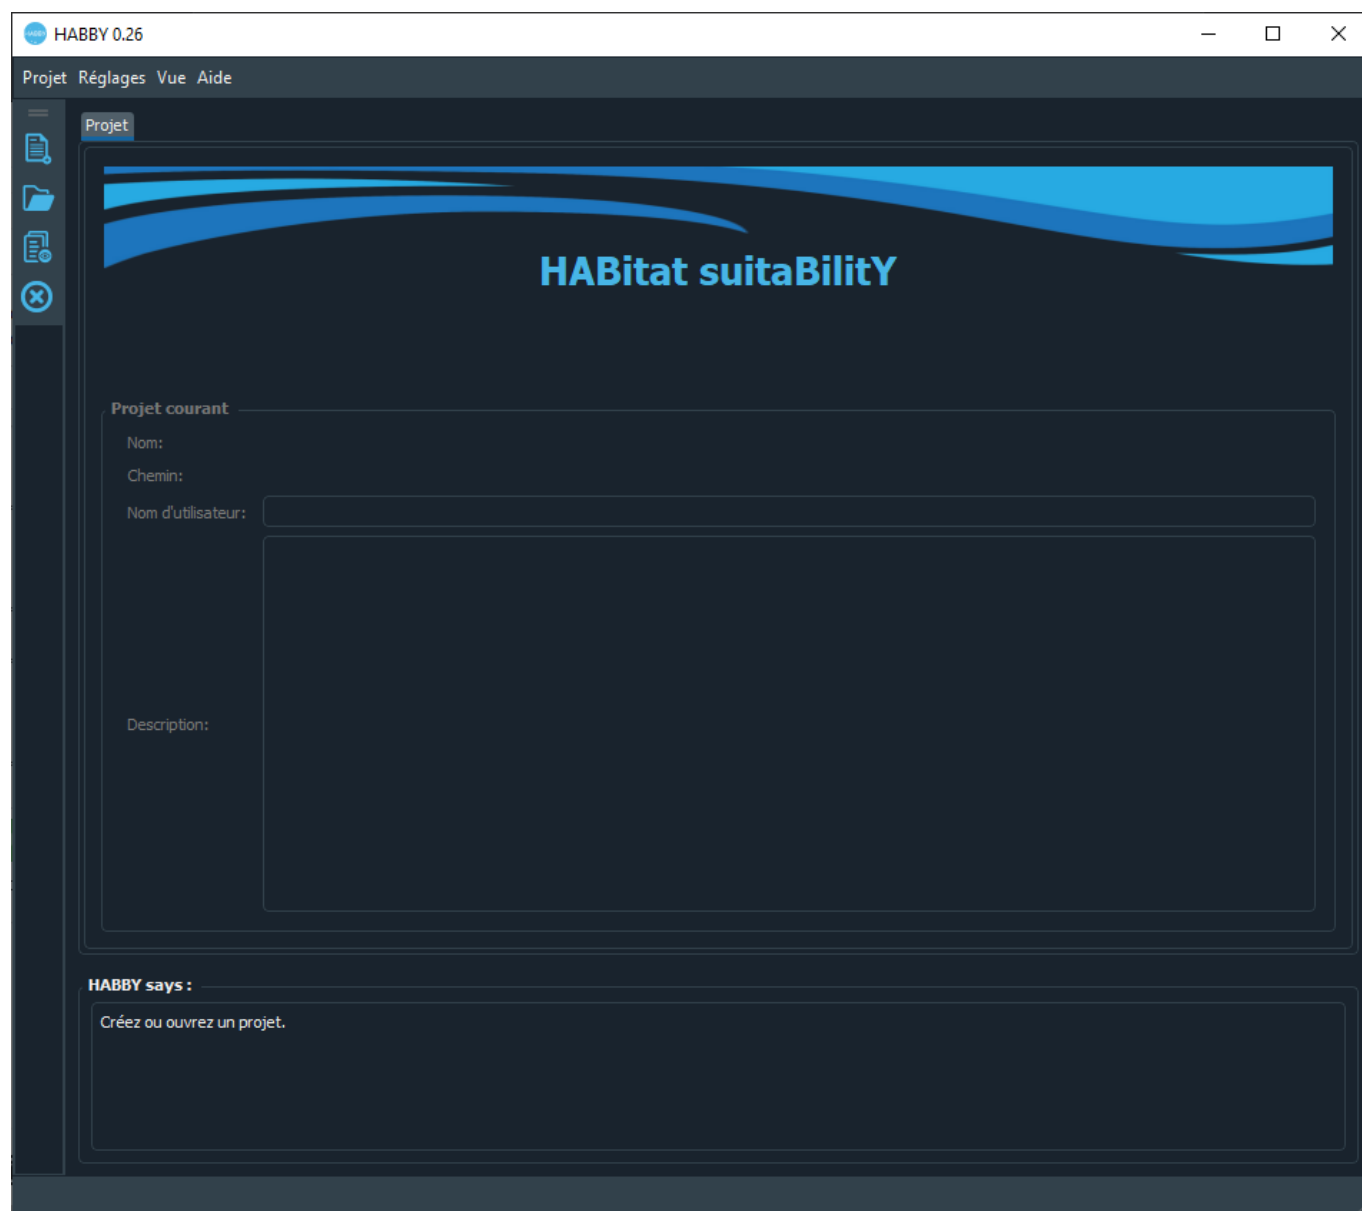 HABBY 0.26
Projet Réglages Vue Aide
Projet
HABitat suitaBilitY
Projet courant
Nom:
Chemin:
Nom d'utilisateur:
Description:
HABBY says :
Créez ou ouvrez un projet.